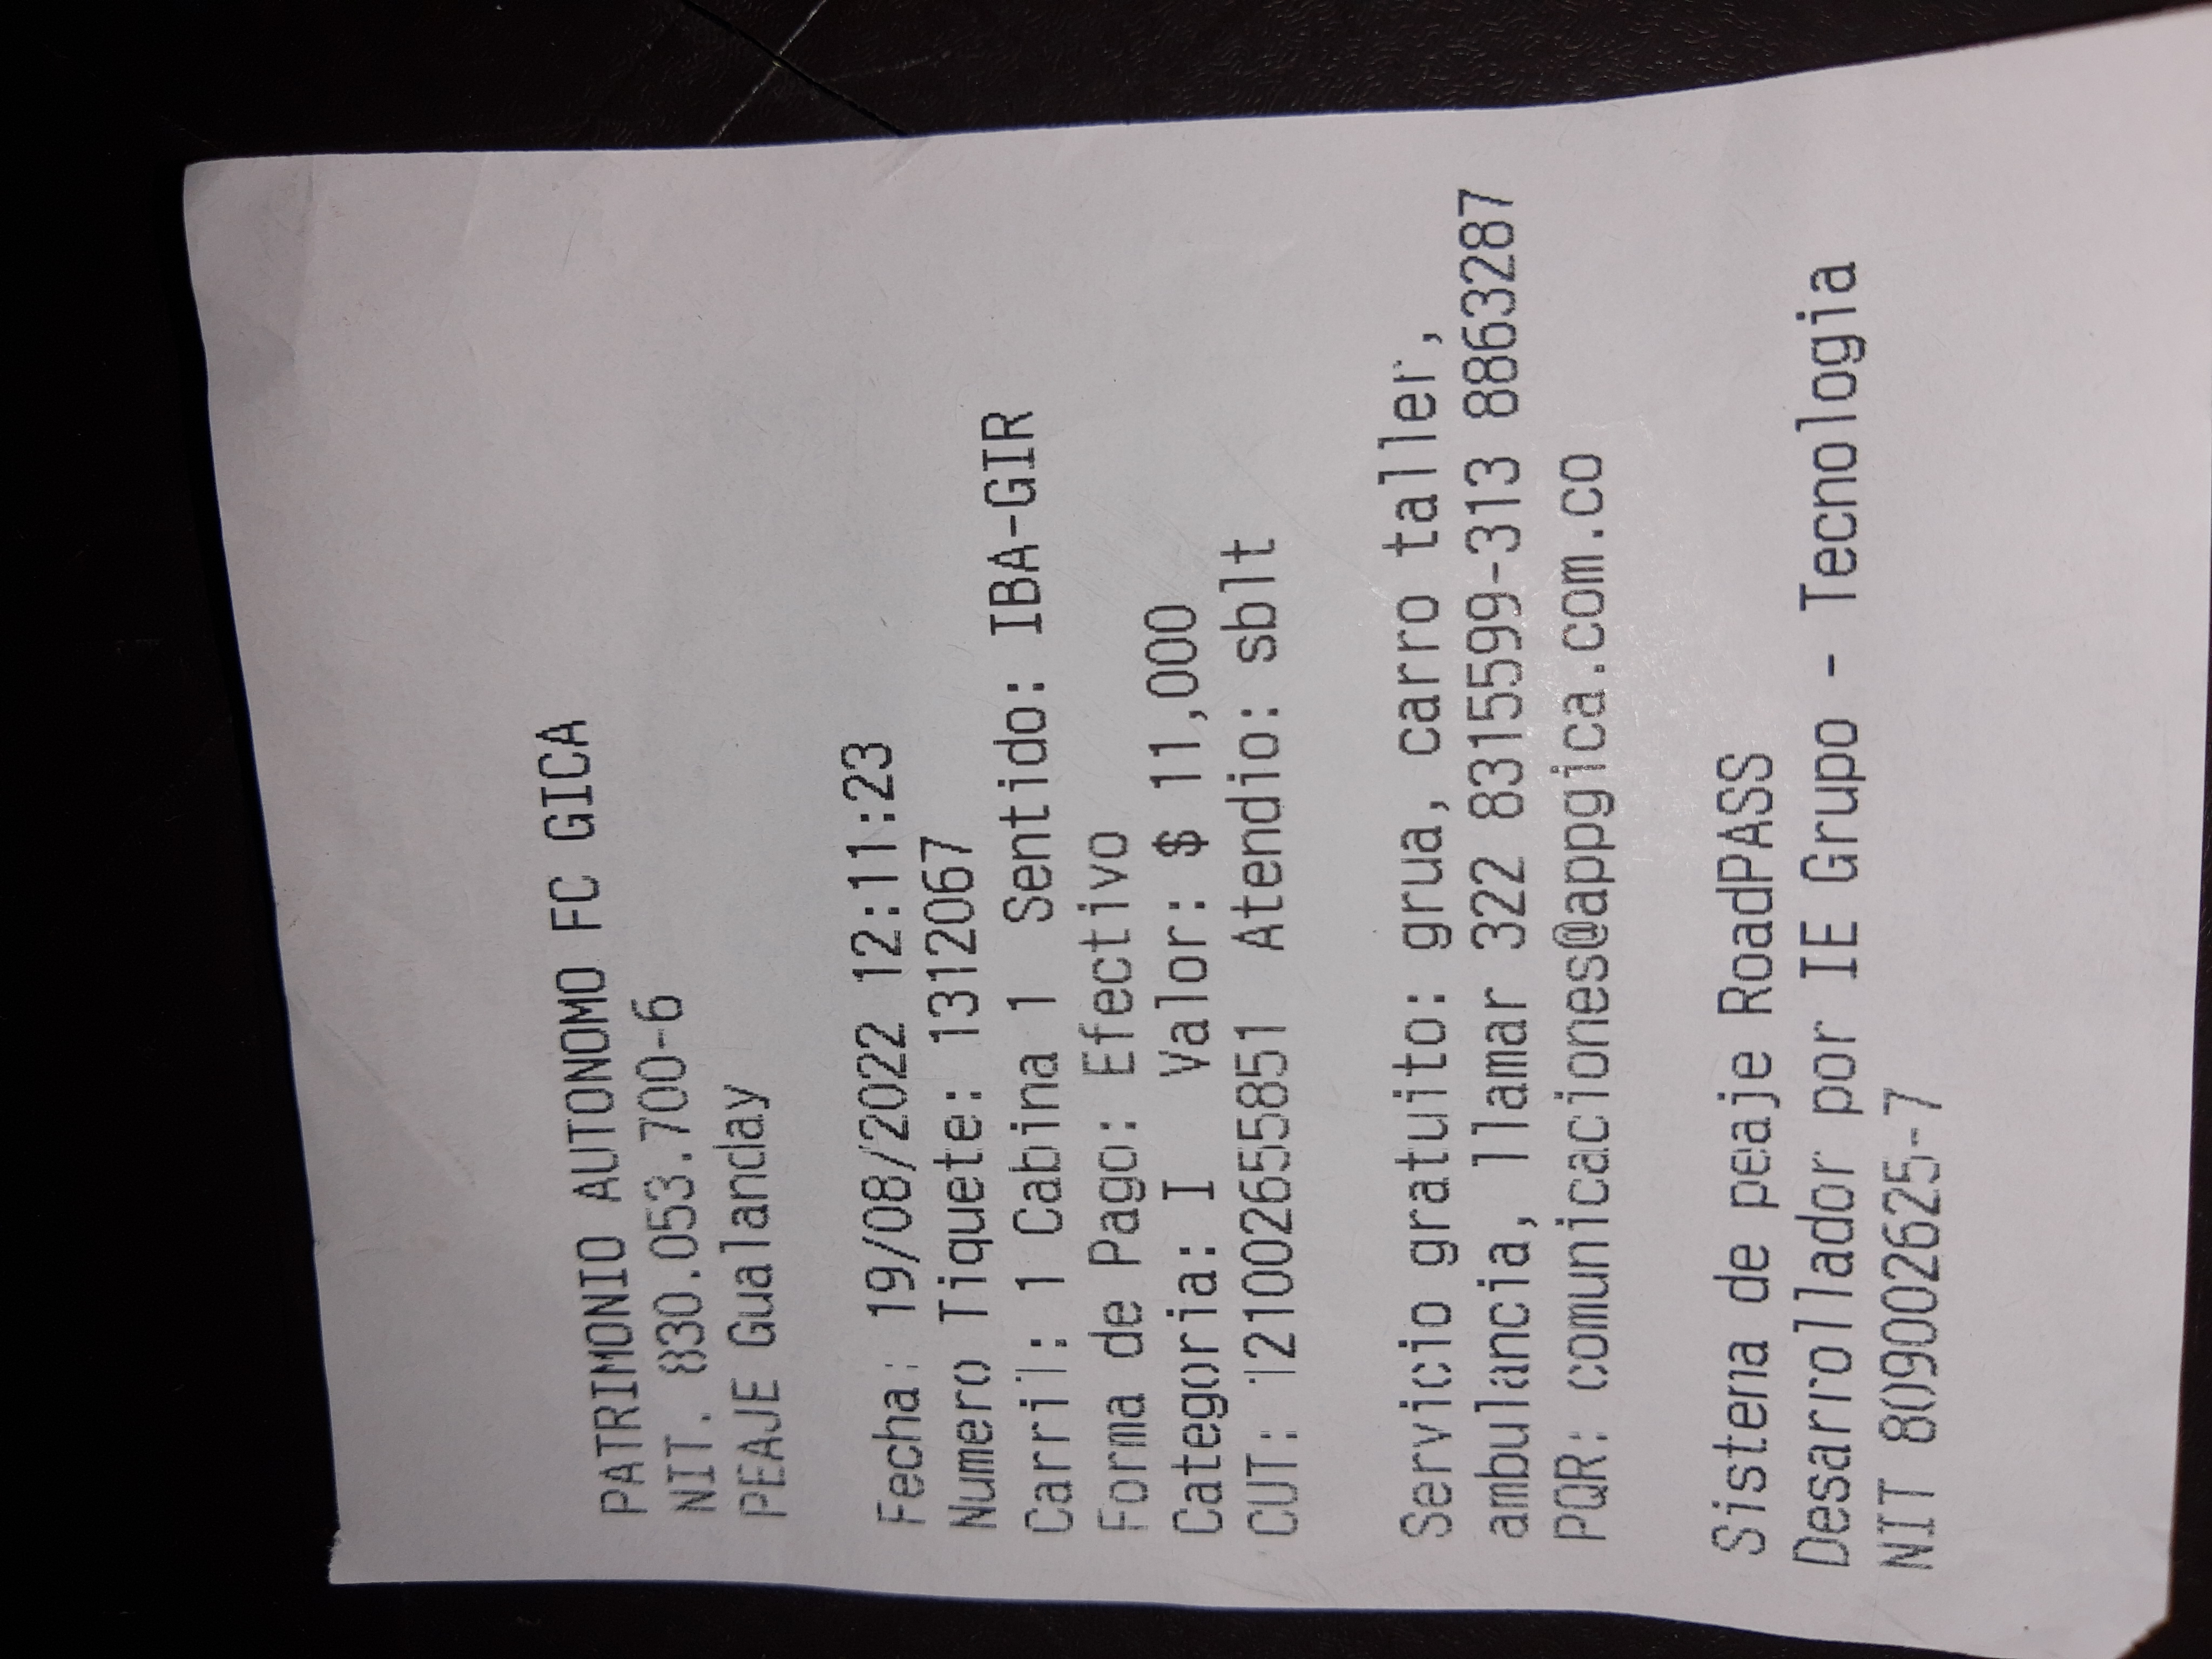 PATRIMONIO AUTONOMO FC GICA
NIT. 830.053.700-6
PEAJE Gualanday
Fecha: 19/08/2022 12:11:23
Numero Tiquete: 1312067
Carril: 1 Cabina 1 Sentido: IBA-GIR
Forma de Pago: Efectivo
Categoria: I Valor: $ 11,000
CUT: 121002655851 Atendio: sblt
Servicio gratuito: grua, carro taller,
ambulancia, llamar 322 8315599-313 8863287
PQR: comunicaciones@appgica.com.co
Sistema de peaje RoadPASS
Desarrollador por IE Grupo - Tecnologia
NIT 809002625-7